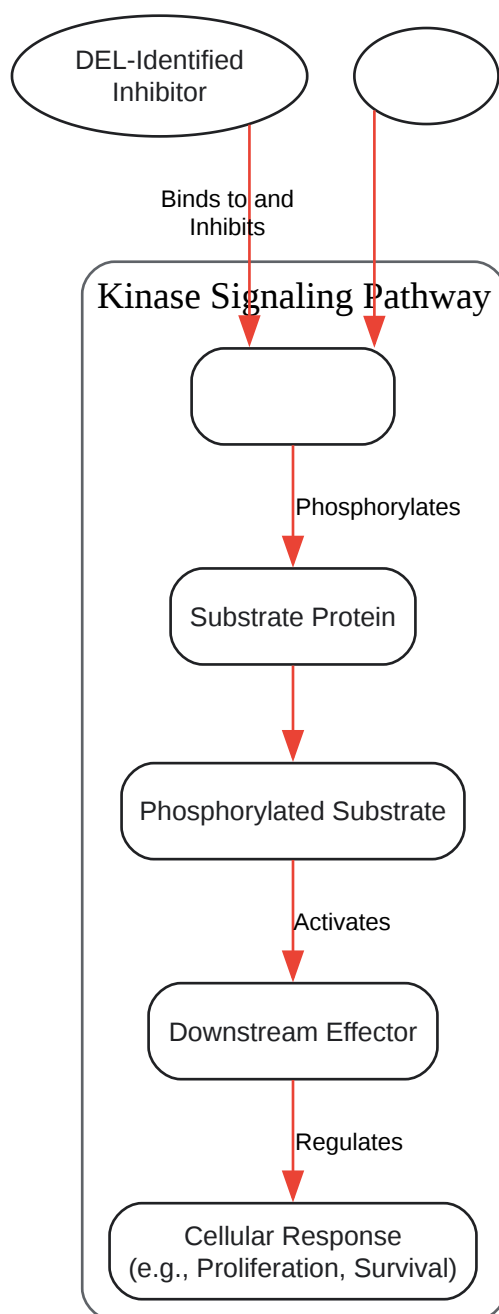 DEL-Identified
Inhibitor
Binds to and
Inhibits
Kinase Signaling Pathway
Phosphorylates
Substrate Protein
Phosphorylated Substrate
Activates
Downstream Effector
Regulates
Cellular Response
(e.g., Proliferation, Survival)